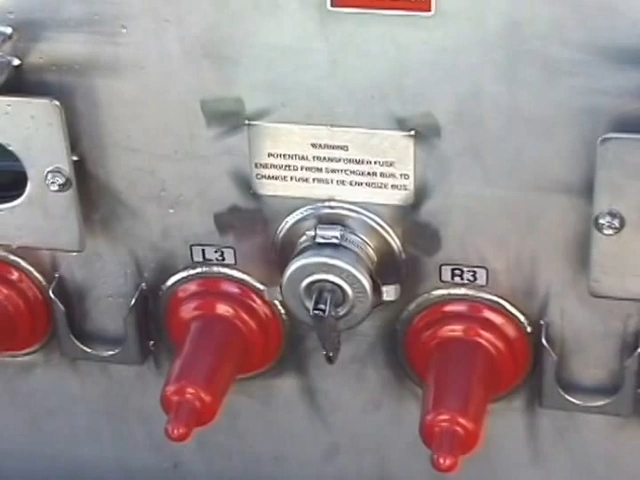 WARNING
POTENTIAL TRANSFORMER FUSE
ENERGIZED FROM SWITCHGEAR BUS. TO
CHANGE FUSE FIRST DE-ENERGIZE BUS.
L3
R3